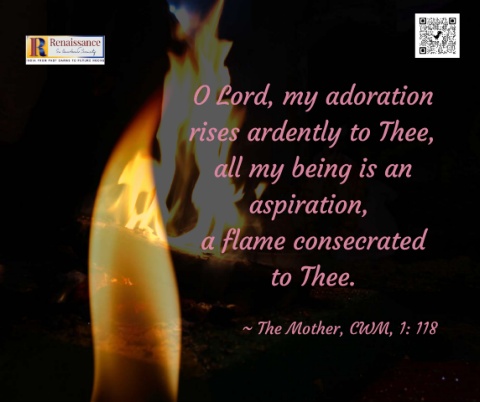 Renaissance
O Lord, my adoration
rises ardently to Thee,
all my being is an
aspiration,
a flame consecrated
to Thee.
~ The Mother, CWM, 1: 118